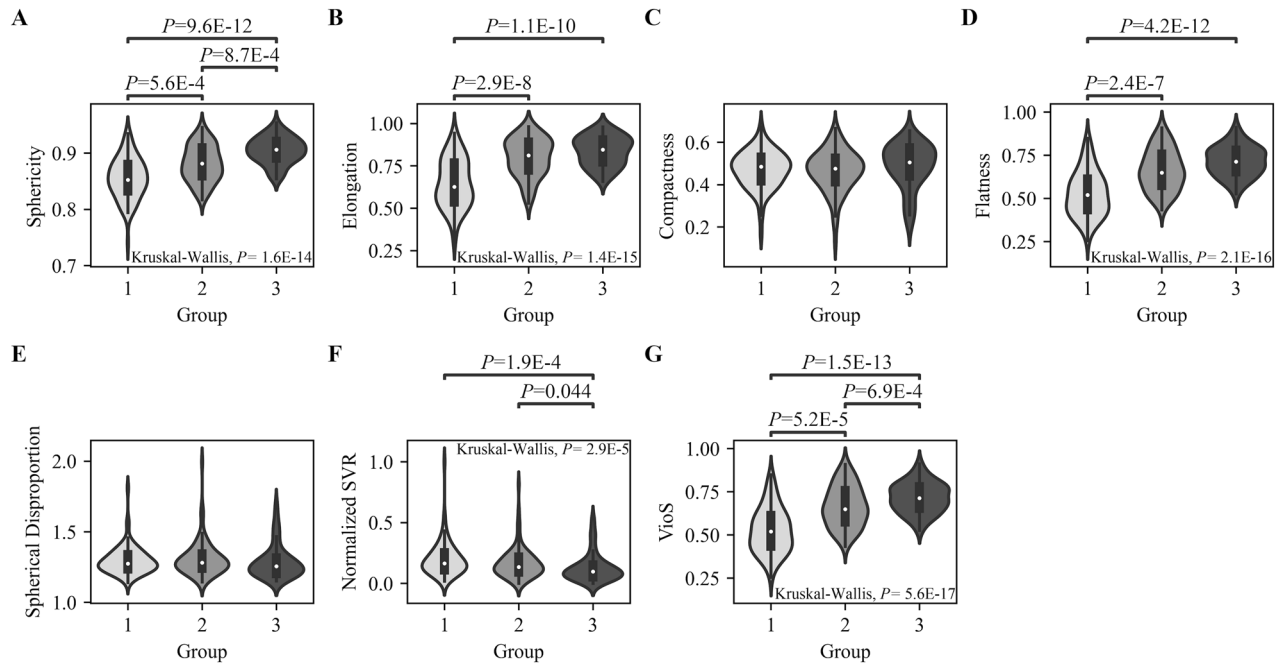 A
P=9.6E-12
P=8.7E-4
P=5.6E-4
Sphericity
0.9
0.8
0.7
Kruskal-Wallis, P= 1.6E-14
1 2 3
Group
B
P=1.1E-10
P=2.9E-8
Elongation
1.00
0.75
0.50
0.25
Kruskal-Wallis, P= 1.4E-15
1 2 3
Group
C
Compactness
0.6
0.4
0.2
1 2 3
Group
D
P=4.2E-12
P=2.4E-7
Flatness
1.00
0.75
0.50
0.25
Kruskal-Wallis, P= 2.1E-16
1 2 3
Group
E
Spherical Disproportion
2.0
1.5
1.0
1 2 3
Group
F
P=1.9E-4
P=0.044
Kruskal-Wallis, P= 2.9E-5
Normalized SVR
1.0
0.5
0.0
1 2 3
Group
G
P=1.5E-13
P=6.9E-4
P=5.2E-5
VioS
1.00
0.75
0.50
0.25
Kruskal-Wallis, P= 5.6E-17
1 2 3
Group